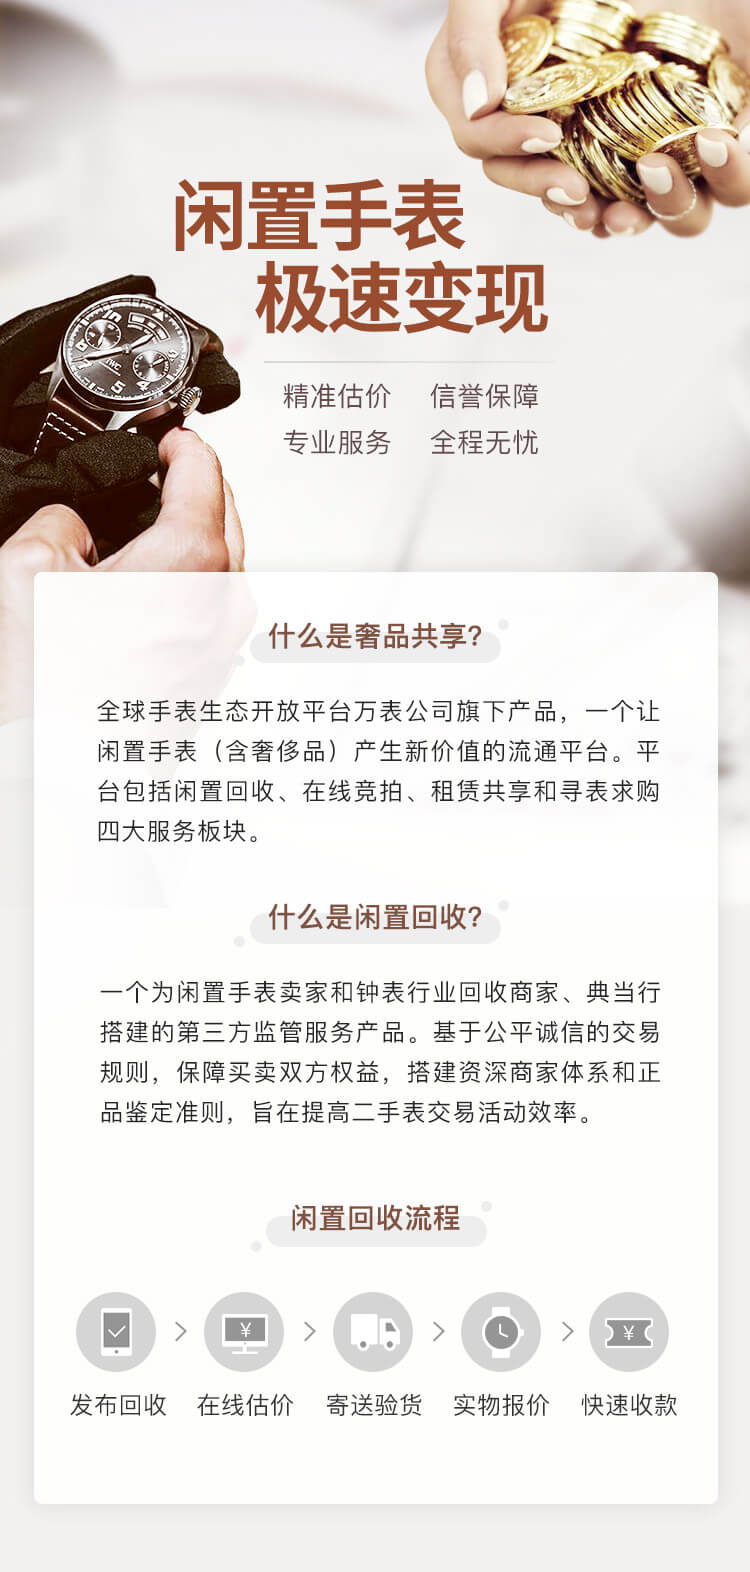 闲置手表
极速变现
IWC
精准估价 信誉保障
专业服务 全程无忧
什么是奢品共享?
全球手表生态开放平台万表公司旗下产品，一个让
闲置手表（含奢侈品）产生新价值的流通平台。平
台包括闲置回收、在线竞拍、租赁共享和寻表求购
四大服务板块。
什么是闲置回收?
一个为闲置手表卖家和钟表行业回收商家、典当行
搭建的第三方监管服务产品。基于公平诚信的交易
规则，保障买卖双方权益，搭建资深商家体系和正
品鉴定准则，旨在提高二手表交易活动效率。
闲置回收流程
¥ ¥
发布回收 在线估价 寄送验货 实物报价 快速收款